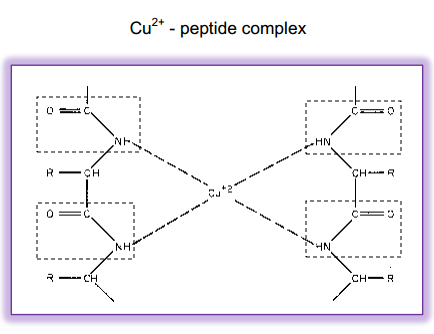 Cu²⁺ - peptide complex
O C C O
NH HN
R CH CH R
Cu⁺²
O C C O
NH HN
R CH CH R